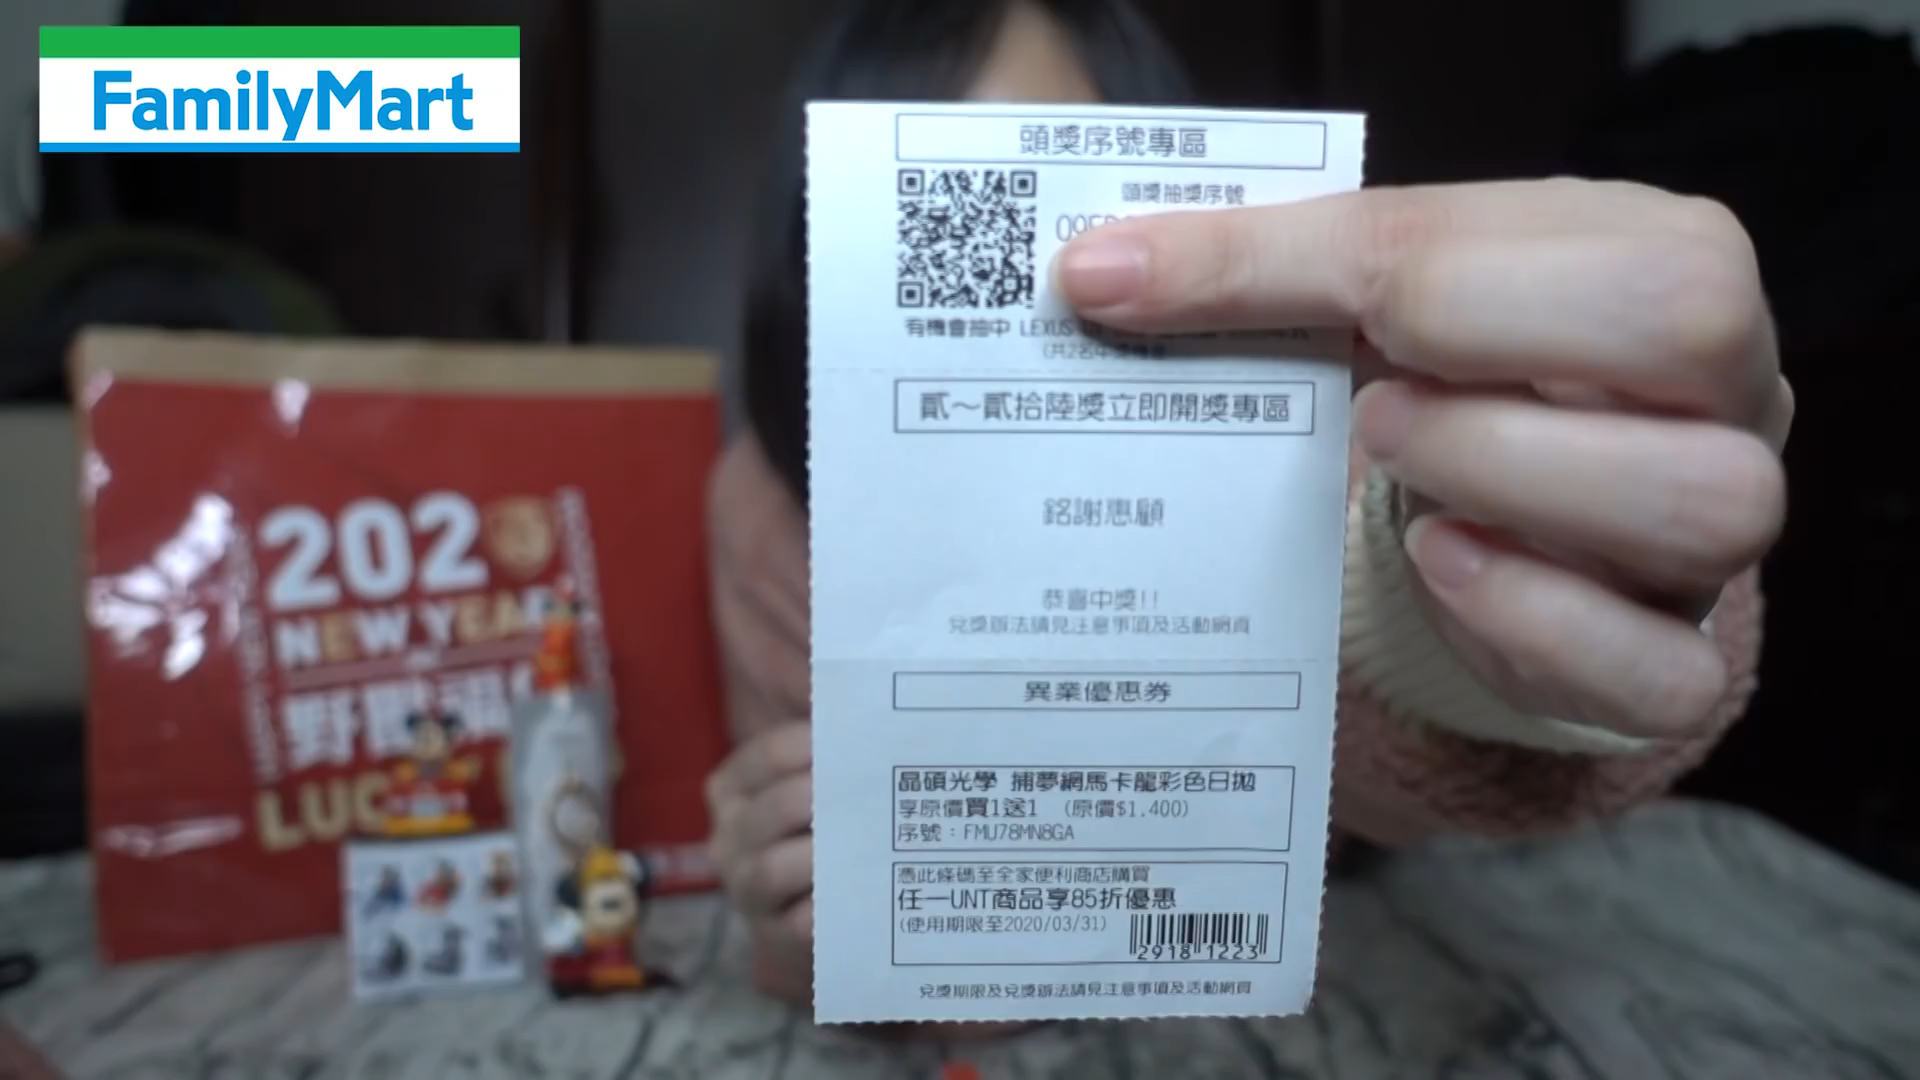 FamilyMart
頭獎序號專區
頭獎抽獎序號
有機會抽中 LEXUS
貳～貳拾陸獎立即開獎專區
銘謝惠顧
恭喜中獎!!
兌獎辦法請見注意事項及活動網頁
異業優惠券
晶碩光學 捕夢網馬卡龍彩色日拋
享原價買1送1 (原價$1,400)
序號：FMU78MN8GA
憑此條碼至全家便利商店購買
任一UNT商品享85折優惠
(使用期限至2020/03/31)
2918 1223
兌獎期限及兌獎辦法請見注意事項及活動網頁
202
NEW YEAR
野獸
LUC